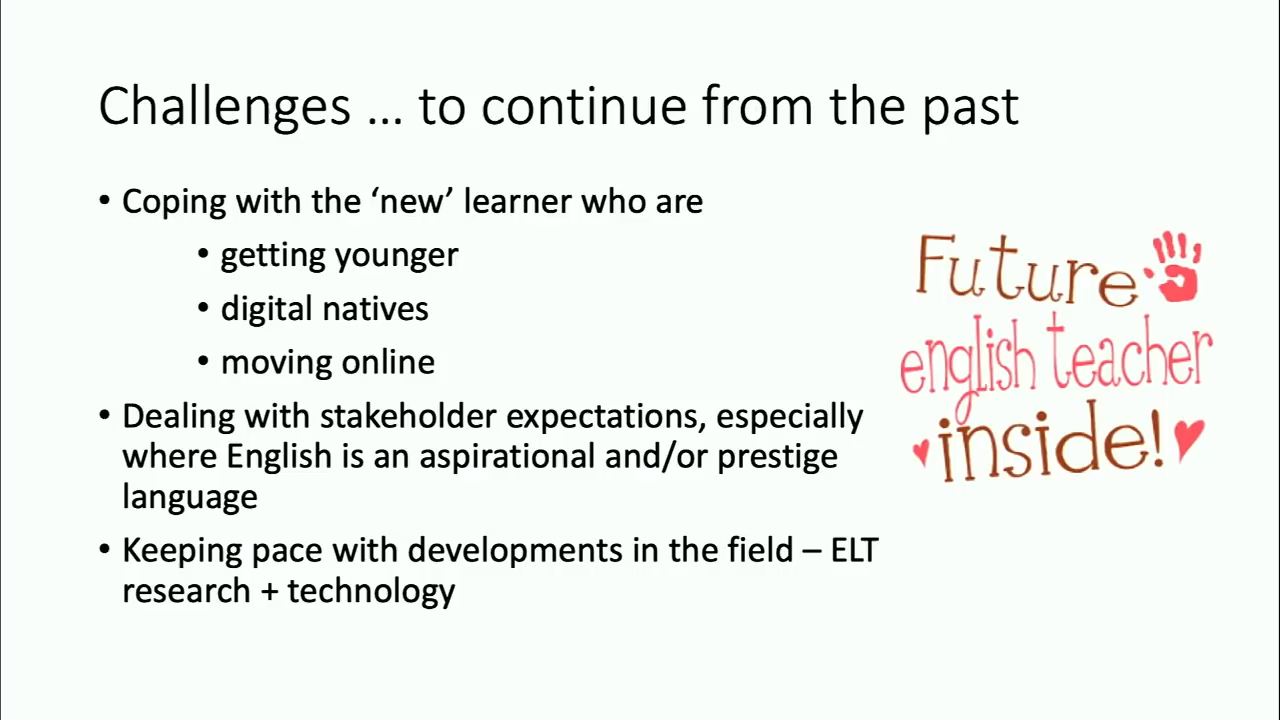 Challenges ... to continue from the past
• Coping with the ‘new’ learner who are
• getting younger
• digital natives
• moving online
• Dealing with stakeholder expectations, especially
where English is an aspirational and/or prestige
language
• Keeping pace with developments in the field – ELT
research + technology
Future
english teacher
inside!